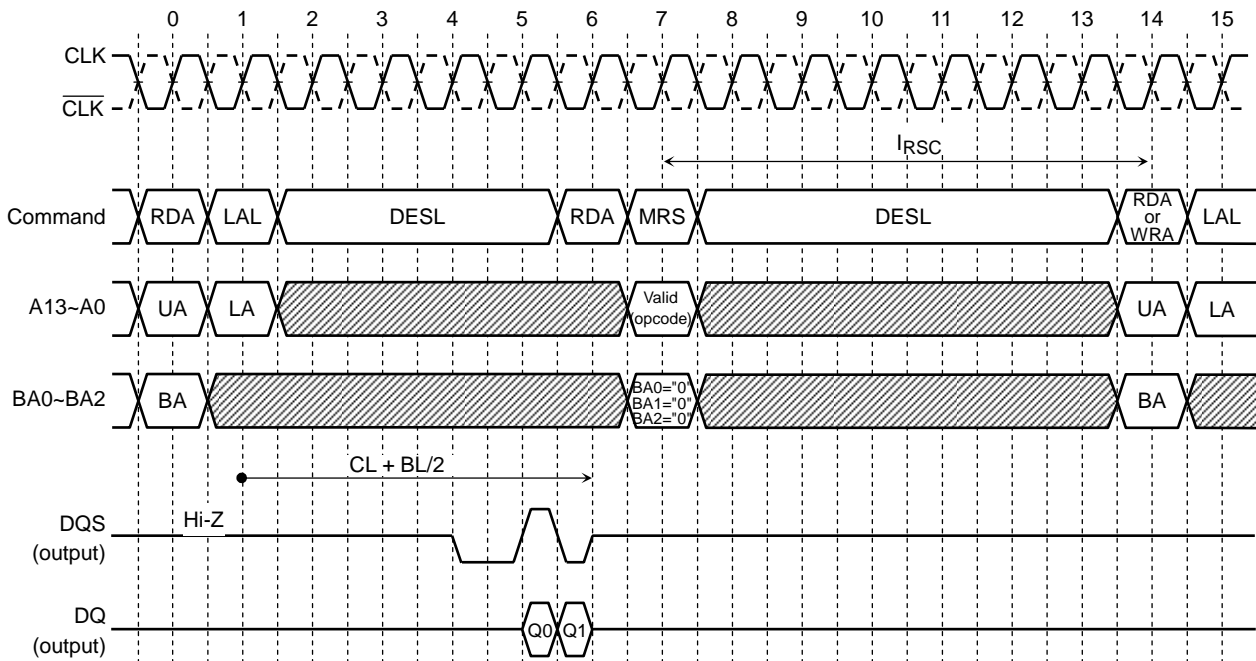 0 1 2 3 4 5 6 7 8 9 10 11 12 13 14 15
CLK
CLK
IRSC
Command RDA LAL DESL RDA MRS DESL RDA or WRA LAL
A13~A0 UA LA Valid (opcode) UA LA
BA0~BA2 BA BA0="0" BA1="0" BA2="0" BA
CL + BL/2
Hi-Z
DQS
(output)
DQ
(output)
Q0 Q1